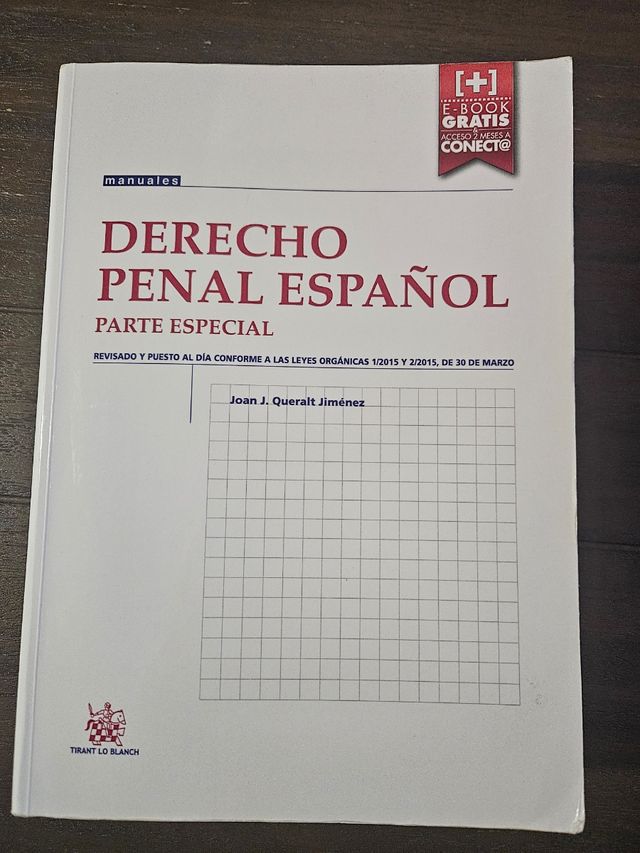 [+]
E-BOOK
GRATIS
&
ACCESO 2 MESES A
CONECT@
manuales
DERECHO
PENAL ESPAÑOL
PARTE ESPECIAL
REVISADO Y PUESTO AL DÍA CONFORME A LAS LEYES ORGÁNICAS 1/2015 Y 2/2015, DE 30 DE MARZO
Joan J. Queralt Jiménez
TIRANT LO BLANCH